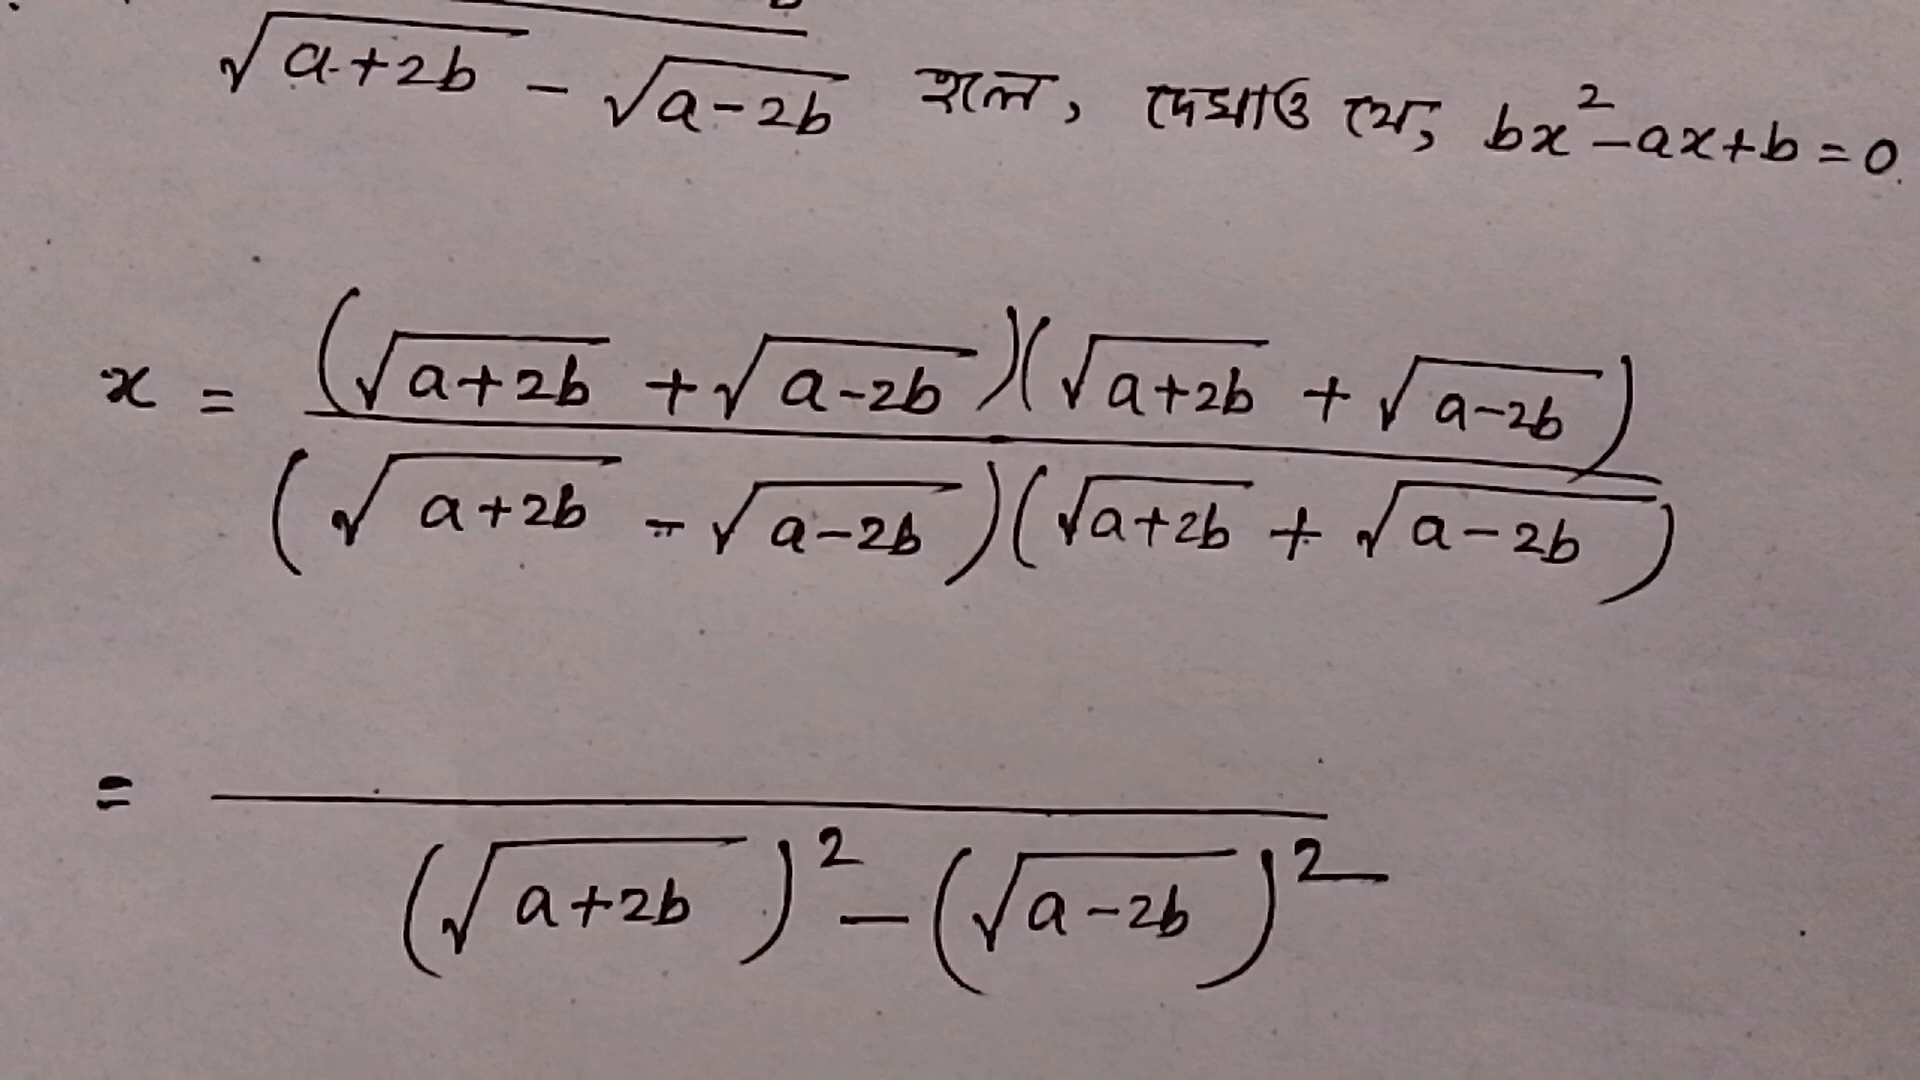 √a+2b - √a-2b হলে, দেখাও যে, bx²-ax+b=0
x = (√a+2b + √a-2b)(√a+2b + √a-2b)
(√a+2b - √a-2b)(√a+2b + √a-2b)
=
(√a+2b)² - (√a-2b)²